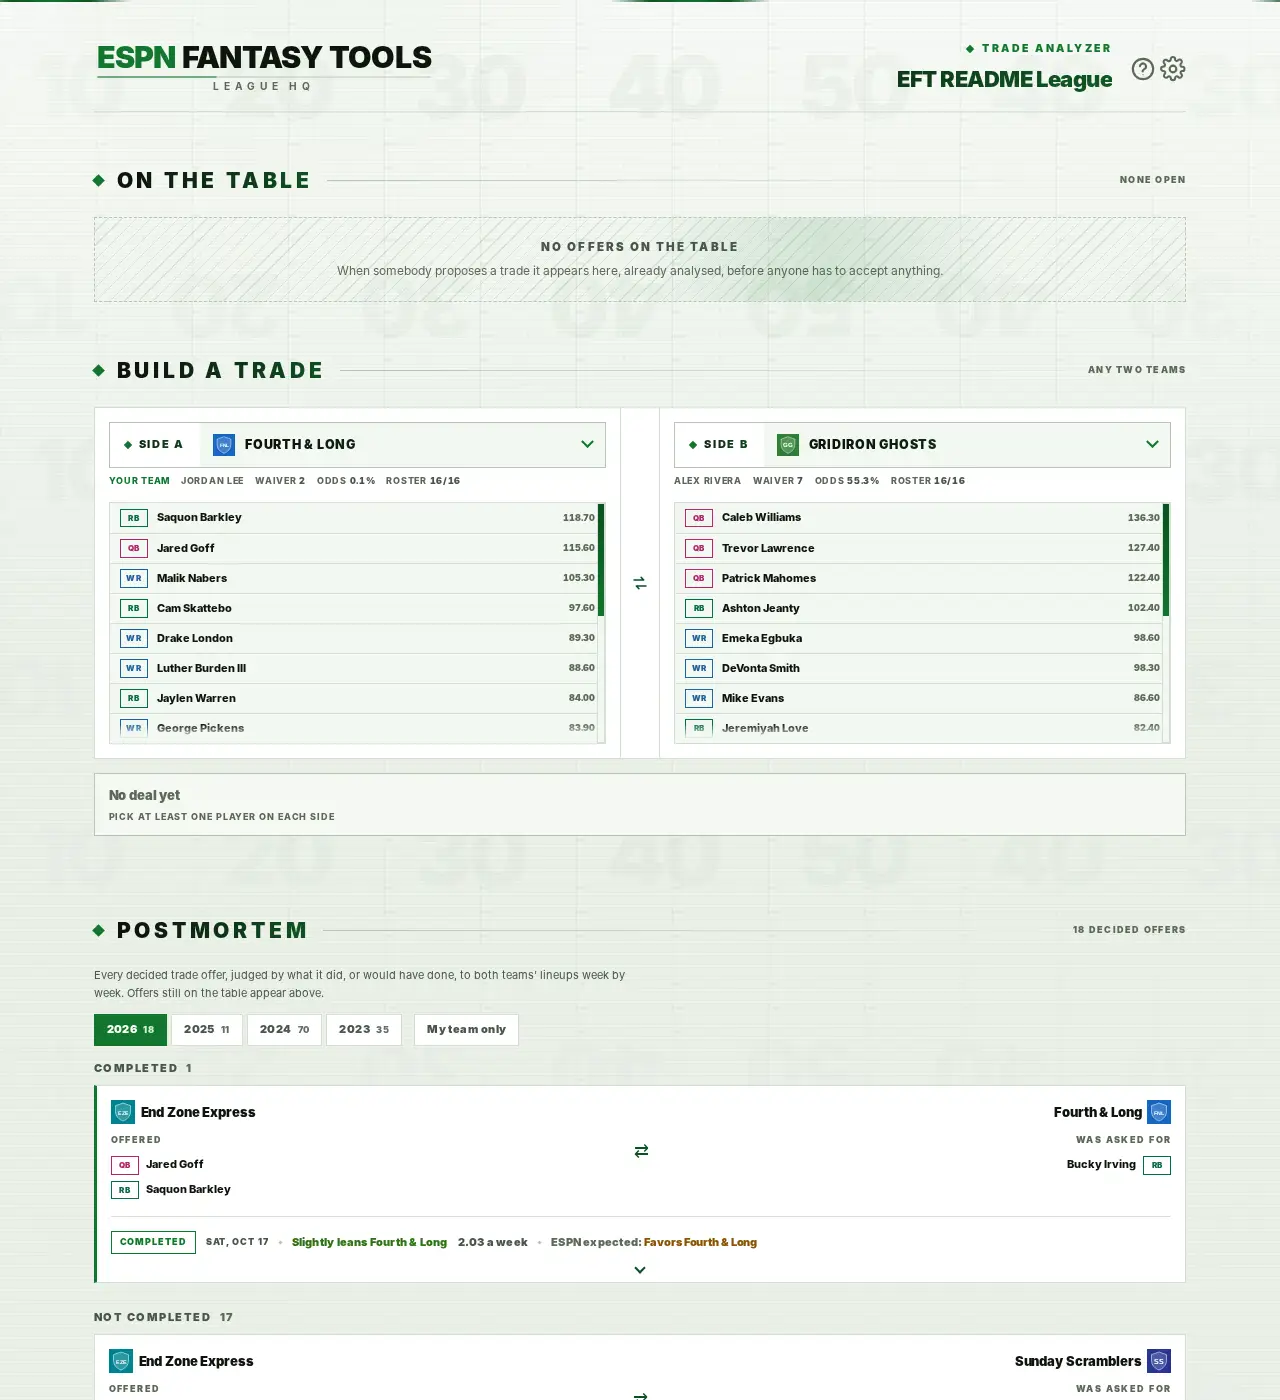 ESPN FANTASY TOOLS
LEAGUE HQ
TRADE ANALYZER
EFT README League
ON THE TABLE
NONE OPEN
NO OFFERS ON THE TABLE
When somebody proposes a trade it appears here, already analysed, before anyone has to accept anything.
BUILD A TRADE
ANY TWO TEAMS
SIDE A FNL FOURTH & LONG
YOUR TEAM JORDAN LEE WAIVER 2 ODDS 0.1% ROSTER 16/16
RB Saquon Barkley 118.70
QB Jared Goff 115.60
WR Malik Nabers 105.30
RB Cam Skattebo 97.60
WR Drake London 89.30
WR Luther Burden III 88.60
RB Jaylen Warren 84.00
WR George Pickens 83.90
SIDE B GG GRIDIRON GHOSTS
ALEX RIVERA WAIVER 7 ODDS 55.3% ROSTER 16/16
QB Caleb Williams 136.30
QB Trevor Lawrence 127.40
QB Patrick Mahomes 122.40
RB Ashton Jeanty 102.40
WR Emeka Egbuka 98.60
WR DeVonta Smith 98.30
WR Mike Evans 86.60
RB Jeremiyah Love 82.40
No deal yet
PICK AT LEAST ONE PLAYER ON EACH SIDE
POSTMORTEM
18 DECIDED OFFERS
Every decided trade offer, judged by what it did, or would have done, to both teams' lineups week by
week. Offers still on the table appear above.
2026 18 2025 11 2024 70 2023 35 My team only
COMPLETED 1
EZE End Zone Express
OFFERED
QB Jared Goff
RB Saquon Barkley
Fourth & Long FNL
WAS ASKED FOR
Bucky Irving RB
COMPLETED SAT, OCT 17 • Slightly leans Fourth & Long 2.03 a week • ESPN expected: Favors Fourth & Long
NOT COMPLETED 17
EZE End Zone Express
OFFERED
Sunday Scramblers SS
WAS ASKED FOR